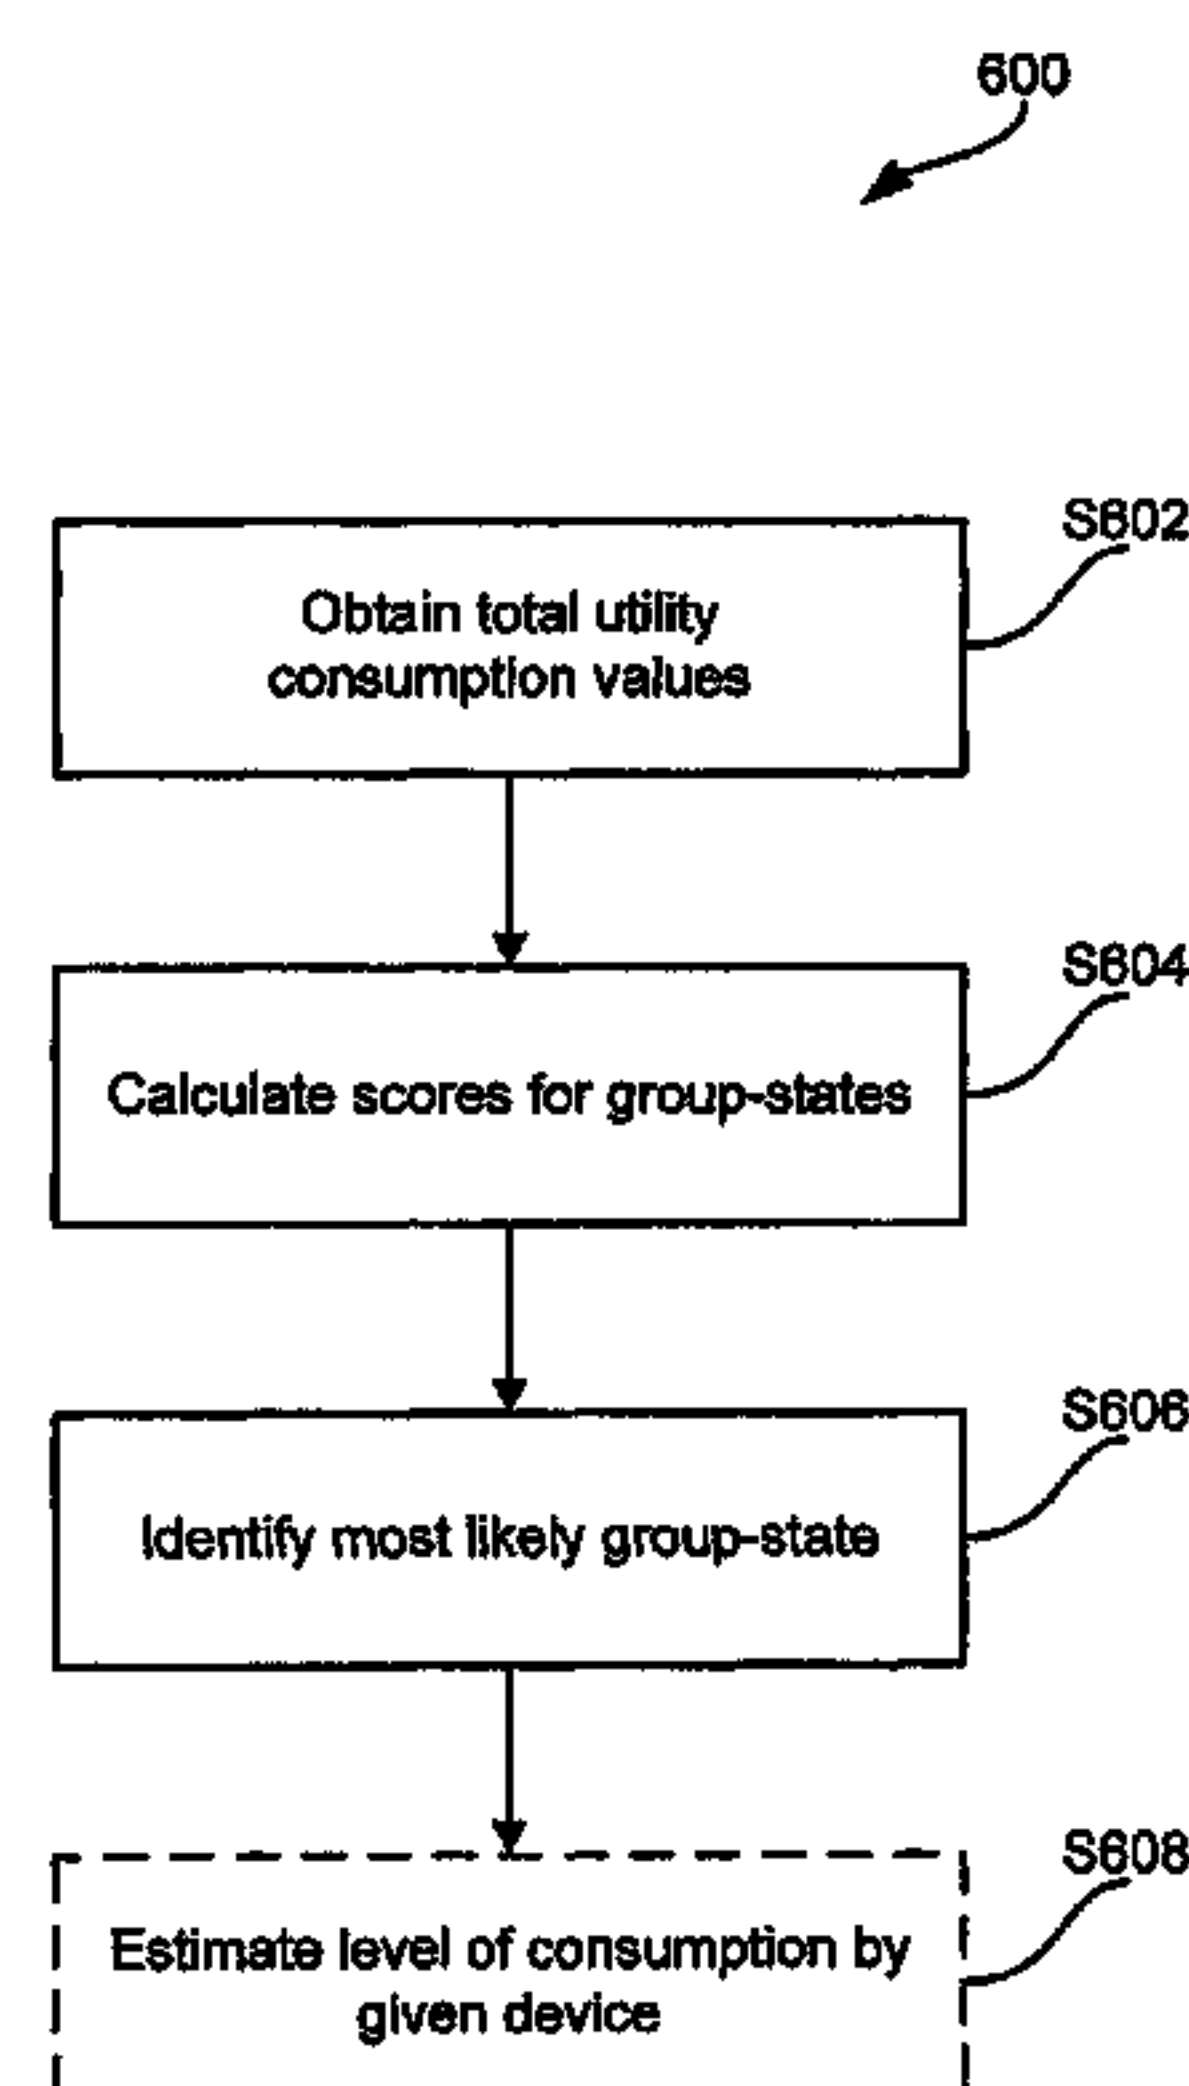 600
S602
Obtain total utility
consumption values
S604
Calculate scores for group-states
S606
Identify most likely group-state
S608
Estimate level of consumption by
given device